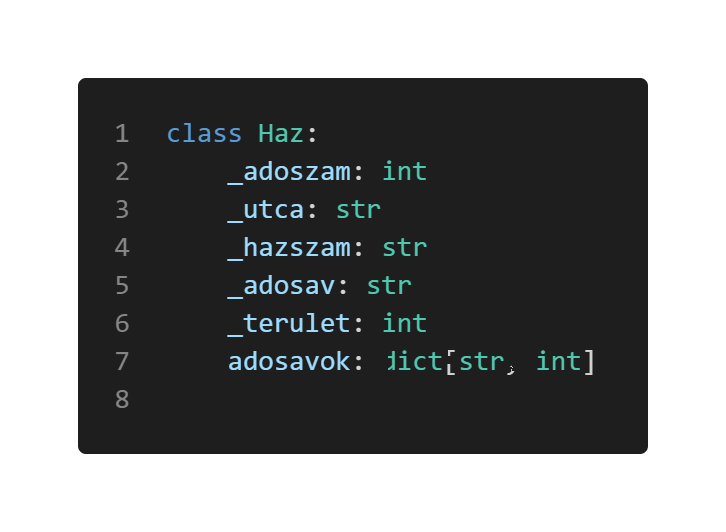 1 class Haz:
2 _adoszam: int
3 _utca: str
4 _hazszam: str
5 _adosav: str
6 _terulet: int
7 adosavok: dict[str, int]
8